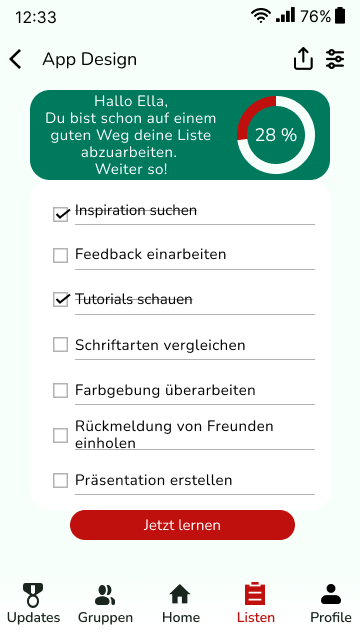 12:33
76%
App Design
Hallo Ella,
Du bist schon auf einem
guten Weg deine Liste
abzuarbeiten.
Weiter so!
28 %
Inspiration suchen
Feedback einarbeiten
Tutorials schauen
Schriftarten vergleichen
Farbgebung überarbeiten
Rückmeldung von Freunden
einholen
Präsentation erstellen
Jetzt lernen
Updates
Gruppen
Home
Listen
Profile